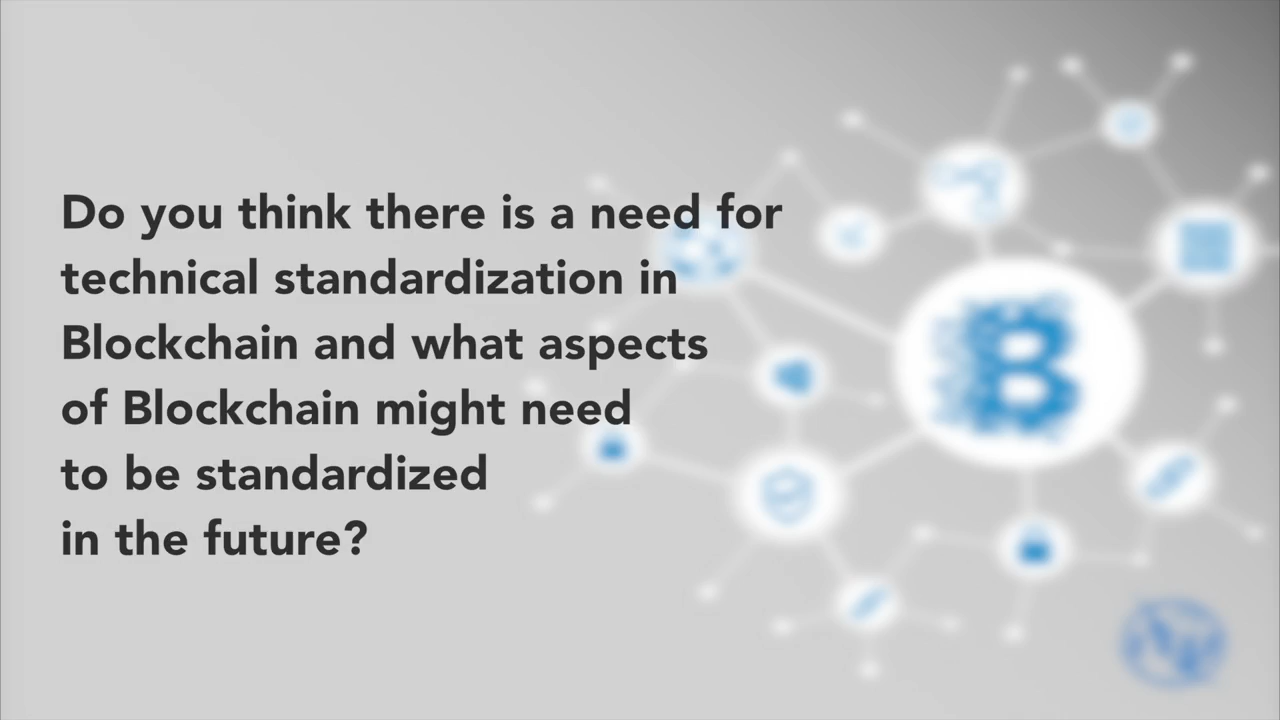 Do you think there is a need for
technical standardization in
Blockchain and what aspects
of Blockchain might need
to be standardized
in the future?